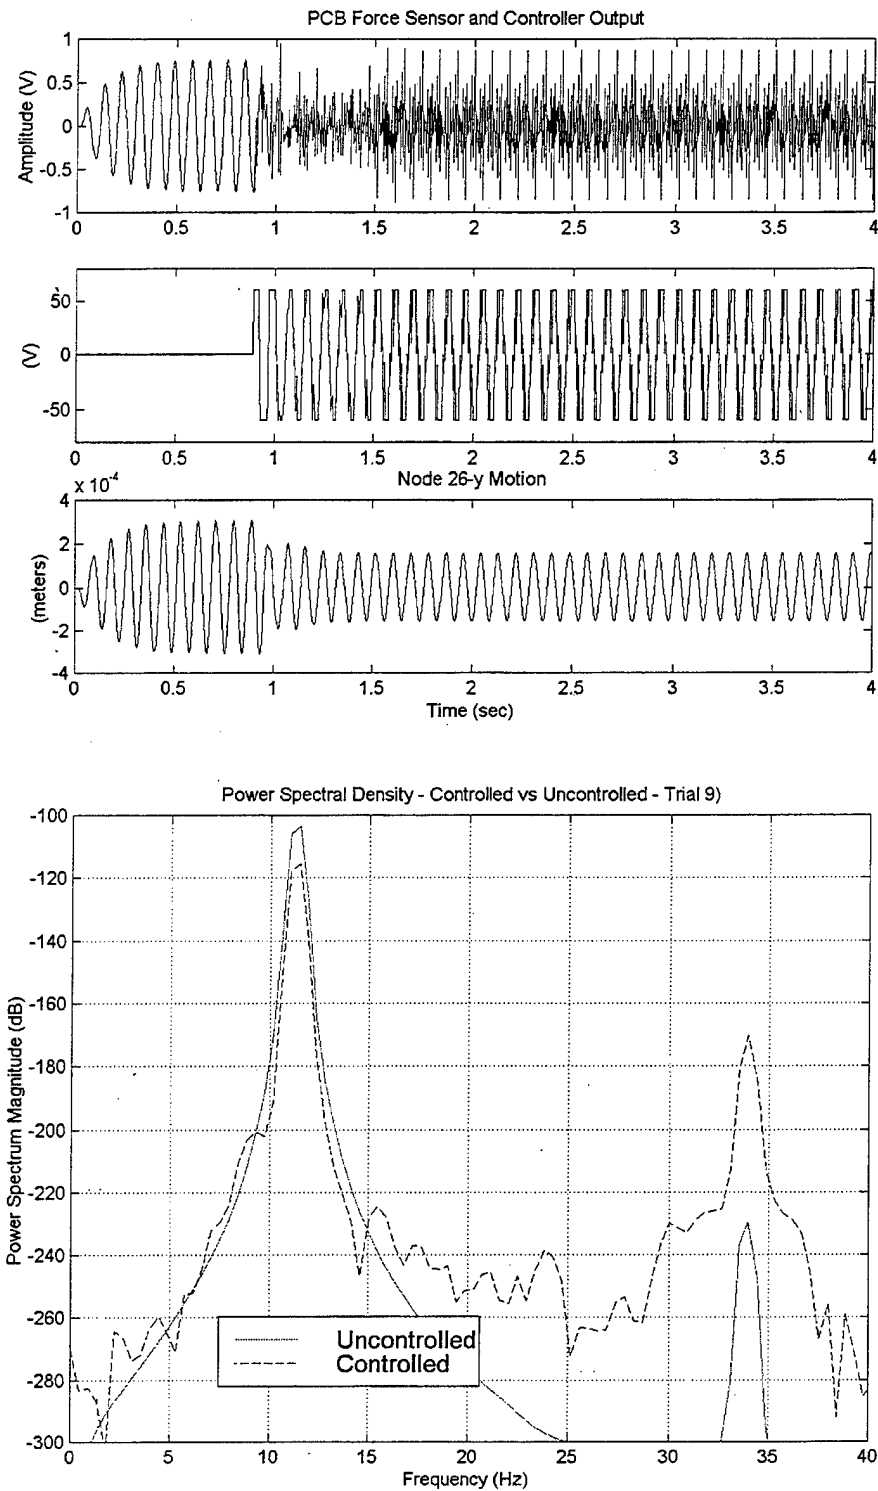 PCB Force Sensor and Controller Output
1
0.5
0
-0.5
-1
Amplitude (V)
0 0.5 1 1.5 2 2.5 3 3.5 4
50
0
-50
(V)
0 0.5 1 1.5 2 2.5 3 3.5 4
x 10^-4
Node 26-y Motion
4
2
0
-2
-4
(meters)
0 0.5 1 1.5 2 2.5 3 3.5 4
Time (sec)
Power Spectral Density - Controlled vs Uncontrolled - Trial 9)
-100
-120
-140
-160
-180
-200
-220
-240
-260
-280
-300
Power Spectrum Magnitude (dB)
Uncontrolled
Controlled
0 5 10 15 20 25 30 35 40
Frequency (Hz)